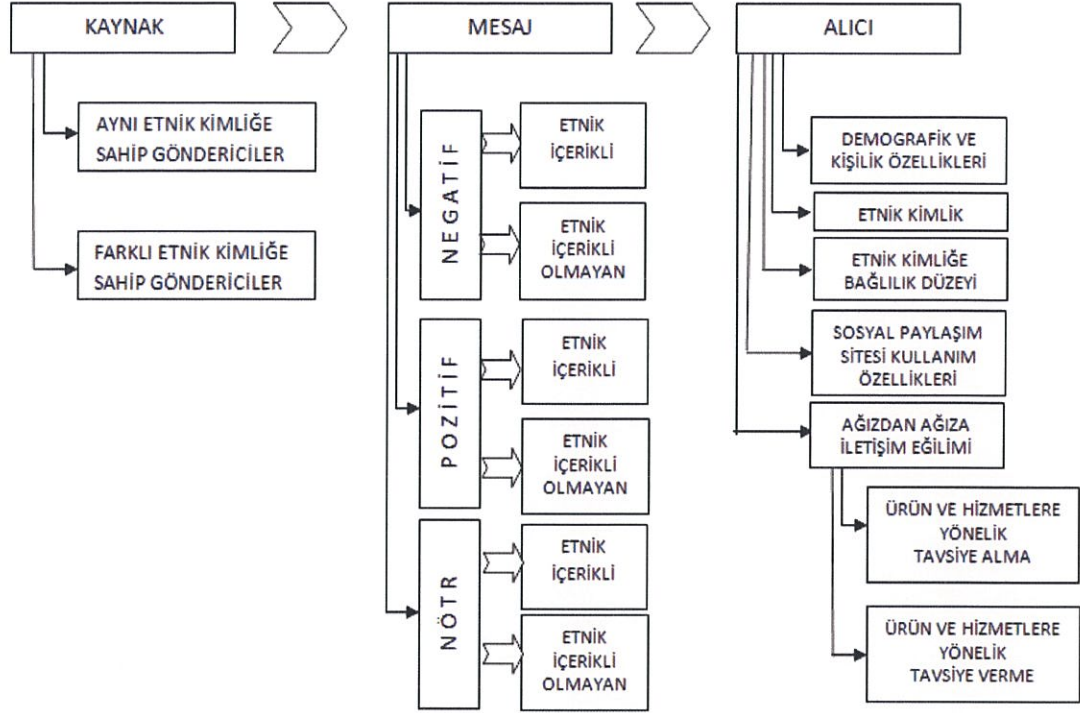 KAYNAK
AYNI ETNİK KİMLİĞE
SAHİP GÖNDERİCİLER
FARKLI ETNİK KİMLİĞE
SAHİP GÖNDERİCİLER
MESAJ
NEGATİF
ETNİK
İÇERİKLİ
ETNİK
İÇERİKLİ
OLMAYAN
POZİTİF
ETNİK
İÇERİKLİ
ETNİK
İÇERİKLİ
OLMAYAN
NÖTR
ETNİK
İÇERİKLİ
ETNİK
İÇERİKLİ
OLMAYAN
ALICI
DEMOGRAFİK VE
KİŞİLİK ÖZELLİKLERİ
ETNİK KİMLİK
ETNİK KİMLİĞE
BAĞLILIK DÜZEYİ
SOSYAL PAYLAŞIM
SİTESİ KULLANIM
ÖZELLİKLERİ
AĞIZDAN AĞIZA
İLETİŞİM EĞİLİMİ
ÜRÜN VE HİZMETLERE
YÖNELİK
TAVSİYE ALMA
ÜRÜN VE HİZMETLERE
YÖNELİK
TAVSİYE VERME